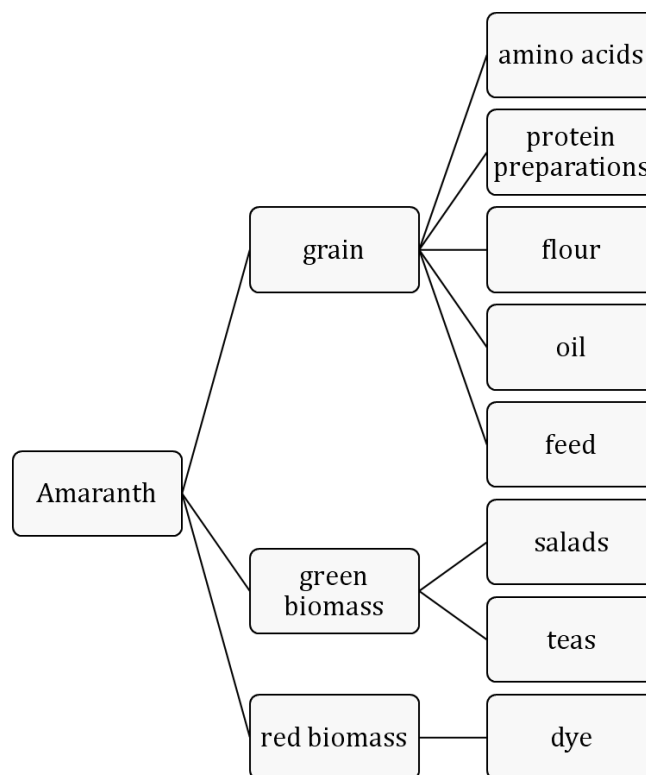 Amaranth
grain
amino acids
protein
preparations
flour
oil
feed
green
biomass
salads
teas
red biomass
dye